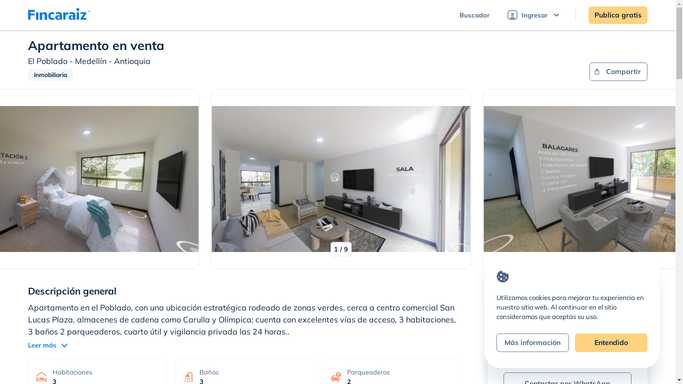 Fincaraiz
Buscador
Ingresar
Publica gratis
Apartamento en venta
El Poblado - Medellín - Antioquia
Inmobiliaria
Compartir
SALA
BALAGARES
1 / 9
Descripción general
Apartamento en el Poblado, con una ubicación estratégica rodeado de zonas verdes, cerca a centro comercial San
Lucas Plaza, almacenes de cadena como Carulla y Olímpica; cuenta con excelentes vías de acceso, 3 habitaciones,
3 baños 2 parqueaderos, cuarto útil y vigilancia privada las 24 horas..
Leer más
Habitaciones
3
Baños
3
Parqueaderos
2
Utilizamos cookies para mejorar tu experiencia en
nuestro sitio web. Al continuar en el sitio
consideramos que aceptas su uso.
Más información
Entendido
Contactar por WhatsApp